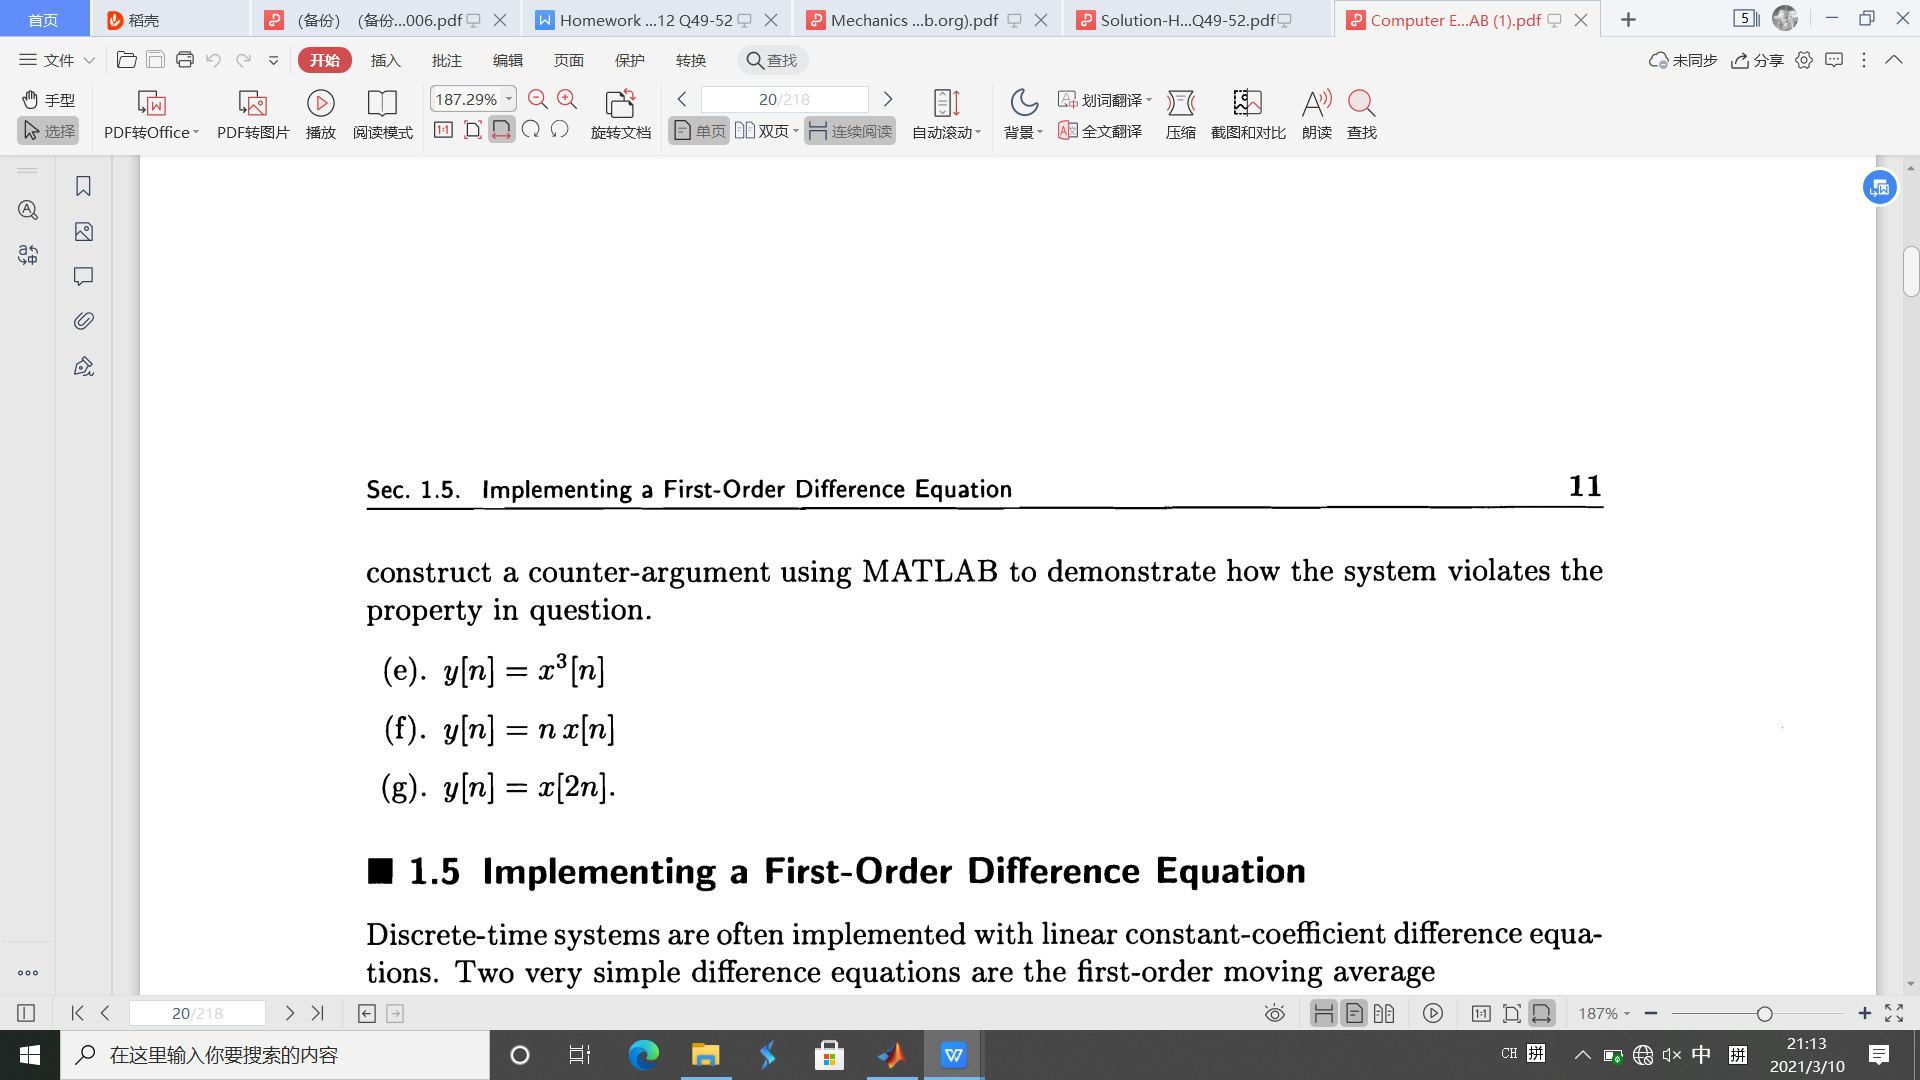 首页
稻壳
（备份） （备份...006.pdf
Homework ...12 Q49-52
Mechanics ...b.org).pdf
Solution-H...Q49-52.pdf
Computer E...AB (1).pdf
5
文件
开始
插入
批注
编辑
页面
保护
转换
查找
未同步
分享
手型
选择
PDF转Office
PDF转图片
播放
阅读模式
187.29%
1:1
旋转文档
20/218
单页
双页
连续阅读
自动滚动
背景
划词翻译
全文翻译
压缩
截图和对比
朗读
查找
Sec. 1.5. Implementing a First-Order Difference Equation 11
construct a counter-argument using MATLAB to demonstrate how the system violates the
property in question.
(e). y[n] = x³[n]
(f). y[n] = n x[n]
(g). y[n] = x[2n].
■ 1.5 Implementing a First-Order Difference Equation
Discrete-time systems are often implemented with linear constant-coefficient difference equa-
tions. Two very simple difference equations are the first-order moving average
20/218
1:1
187%
在这里输入你要搜索的内容
CH 拼
中
拼
21:13
2021/3/10